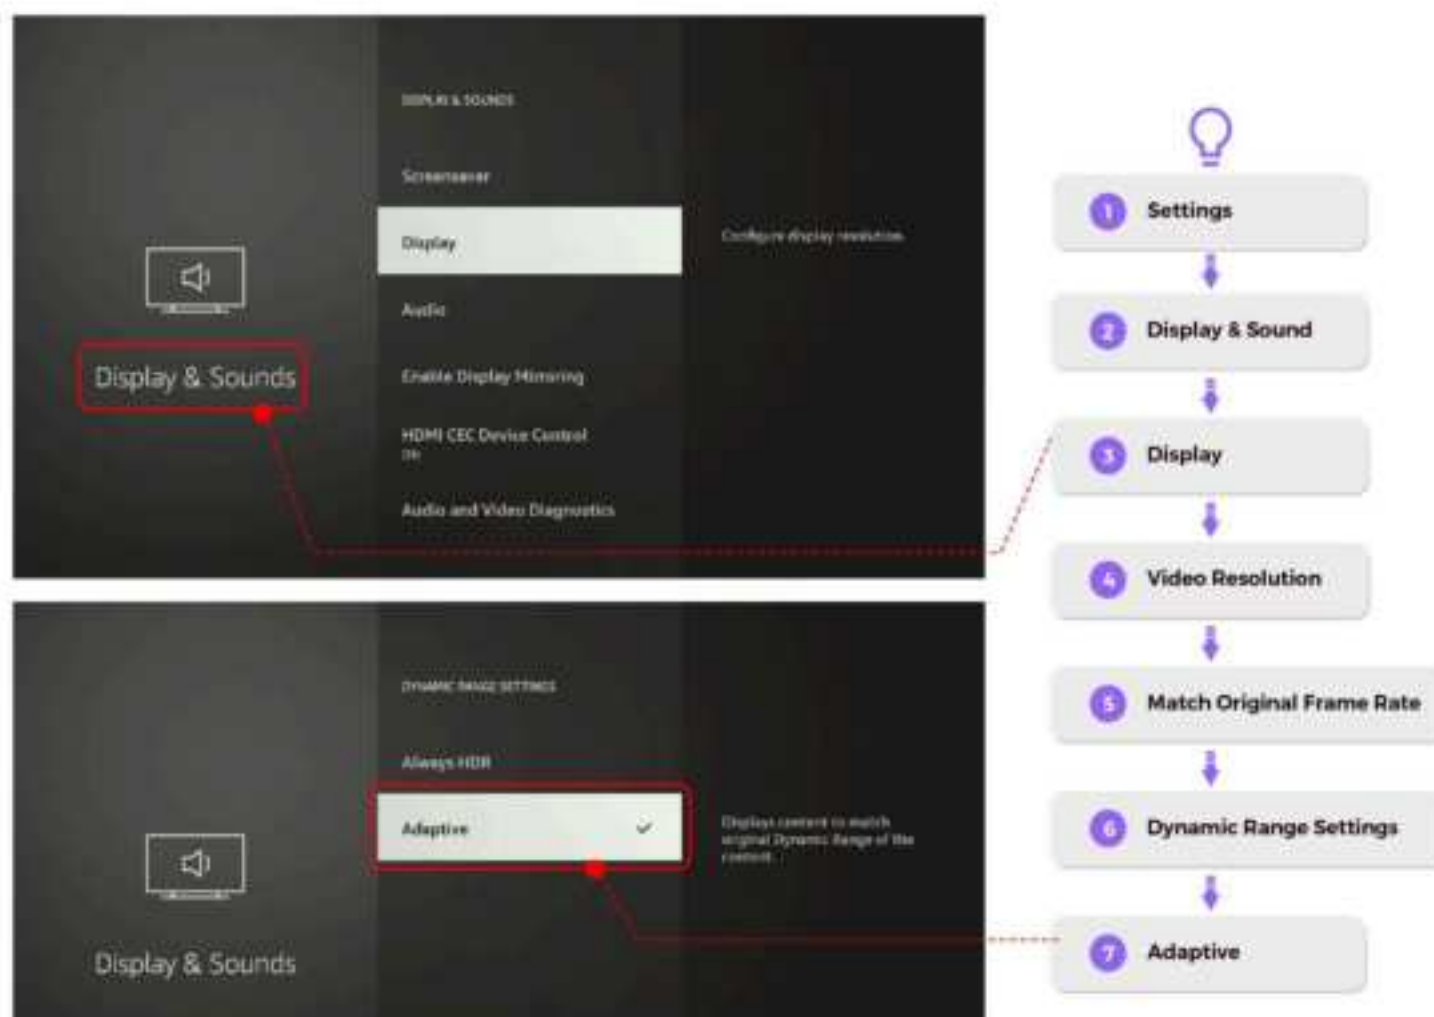 DISPLAY & SOUNDS
Screensaver
Display
Configure display resolution.
Audio
Display & Sounds
Enable Display Mirroring
HDMI CEC Device Control
ON
Audio and Video Diagnostics
DYNAMIC RANGE SETTINGS
Always HDR
Adaptive
Displays content to match
original Dynamic Range of the
content.
Display & Sounds
1 Settings
2 Display & Sound
3 Display
4 Video Resolution
5 Match Original Frame Rate
6 Dynamic Range Settings
7 Adaptive